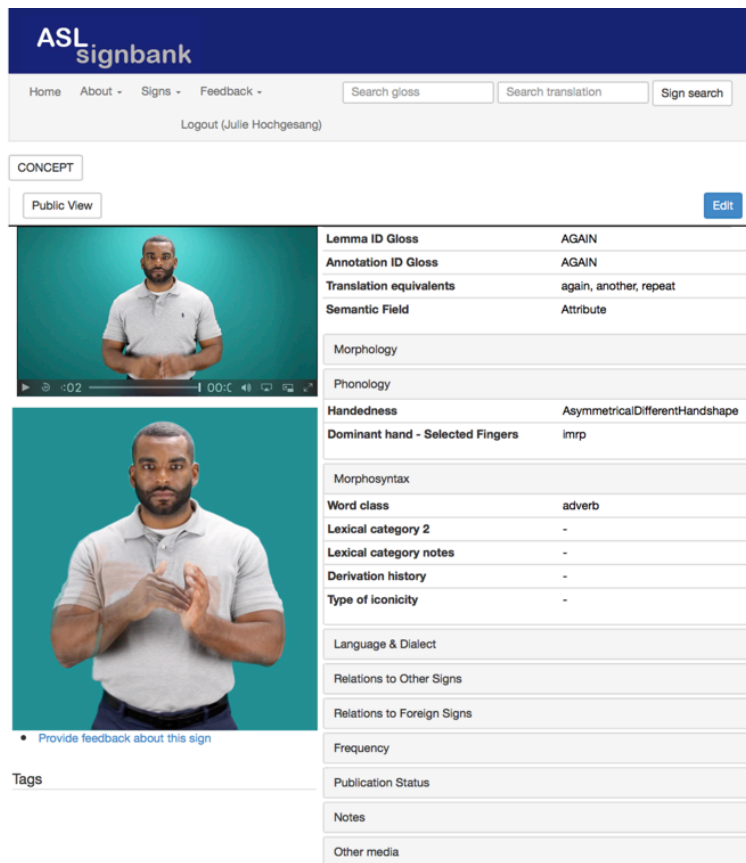 ASL
signbank
Home About Signs Feedback Search gloss Search translation Sign search
Logout (Julie Hochgesang)
CONCEPT
Public View Edit
Lemma ID Gloss AGAIN
Annotation ID Gloss AGAIN
Translation equivalents again, another, repeat
Semantic Field Attribute
Morphology
Phonology
:02 00:0
Handedness AsymmetricalDifferentHandshape
Dominant hand - Selected Fingers imrp
Morphosyntax
Word class adverb
Lexical category 2 -
Lexical category notes -
Derivation history -
Type of iconicity -
Language & Dialect
Relations to Other Signs
Relations to Foreign Signs
Provide feedback about this sign
Frequency
Tags
Publication Status
Notes
Other media